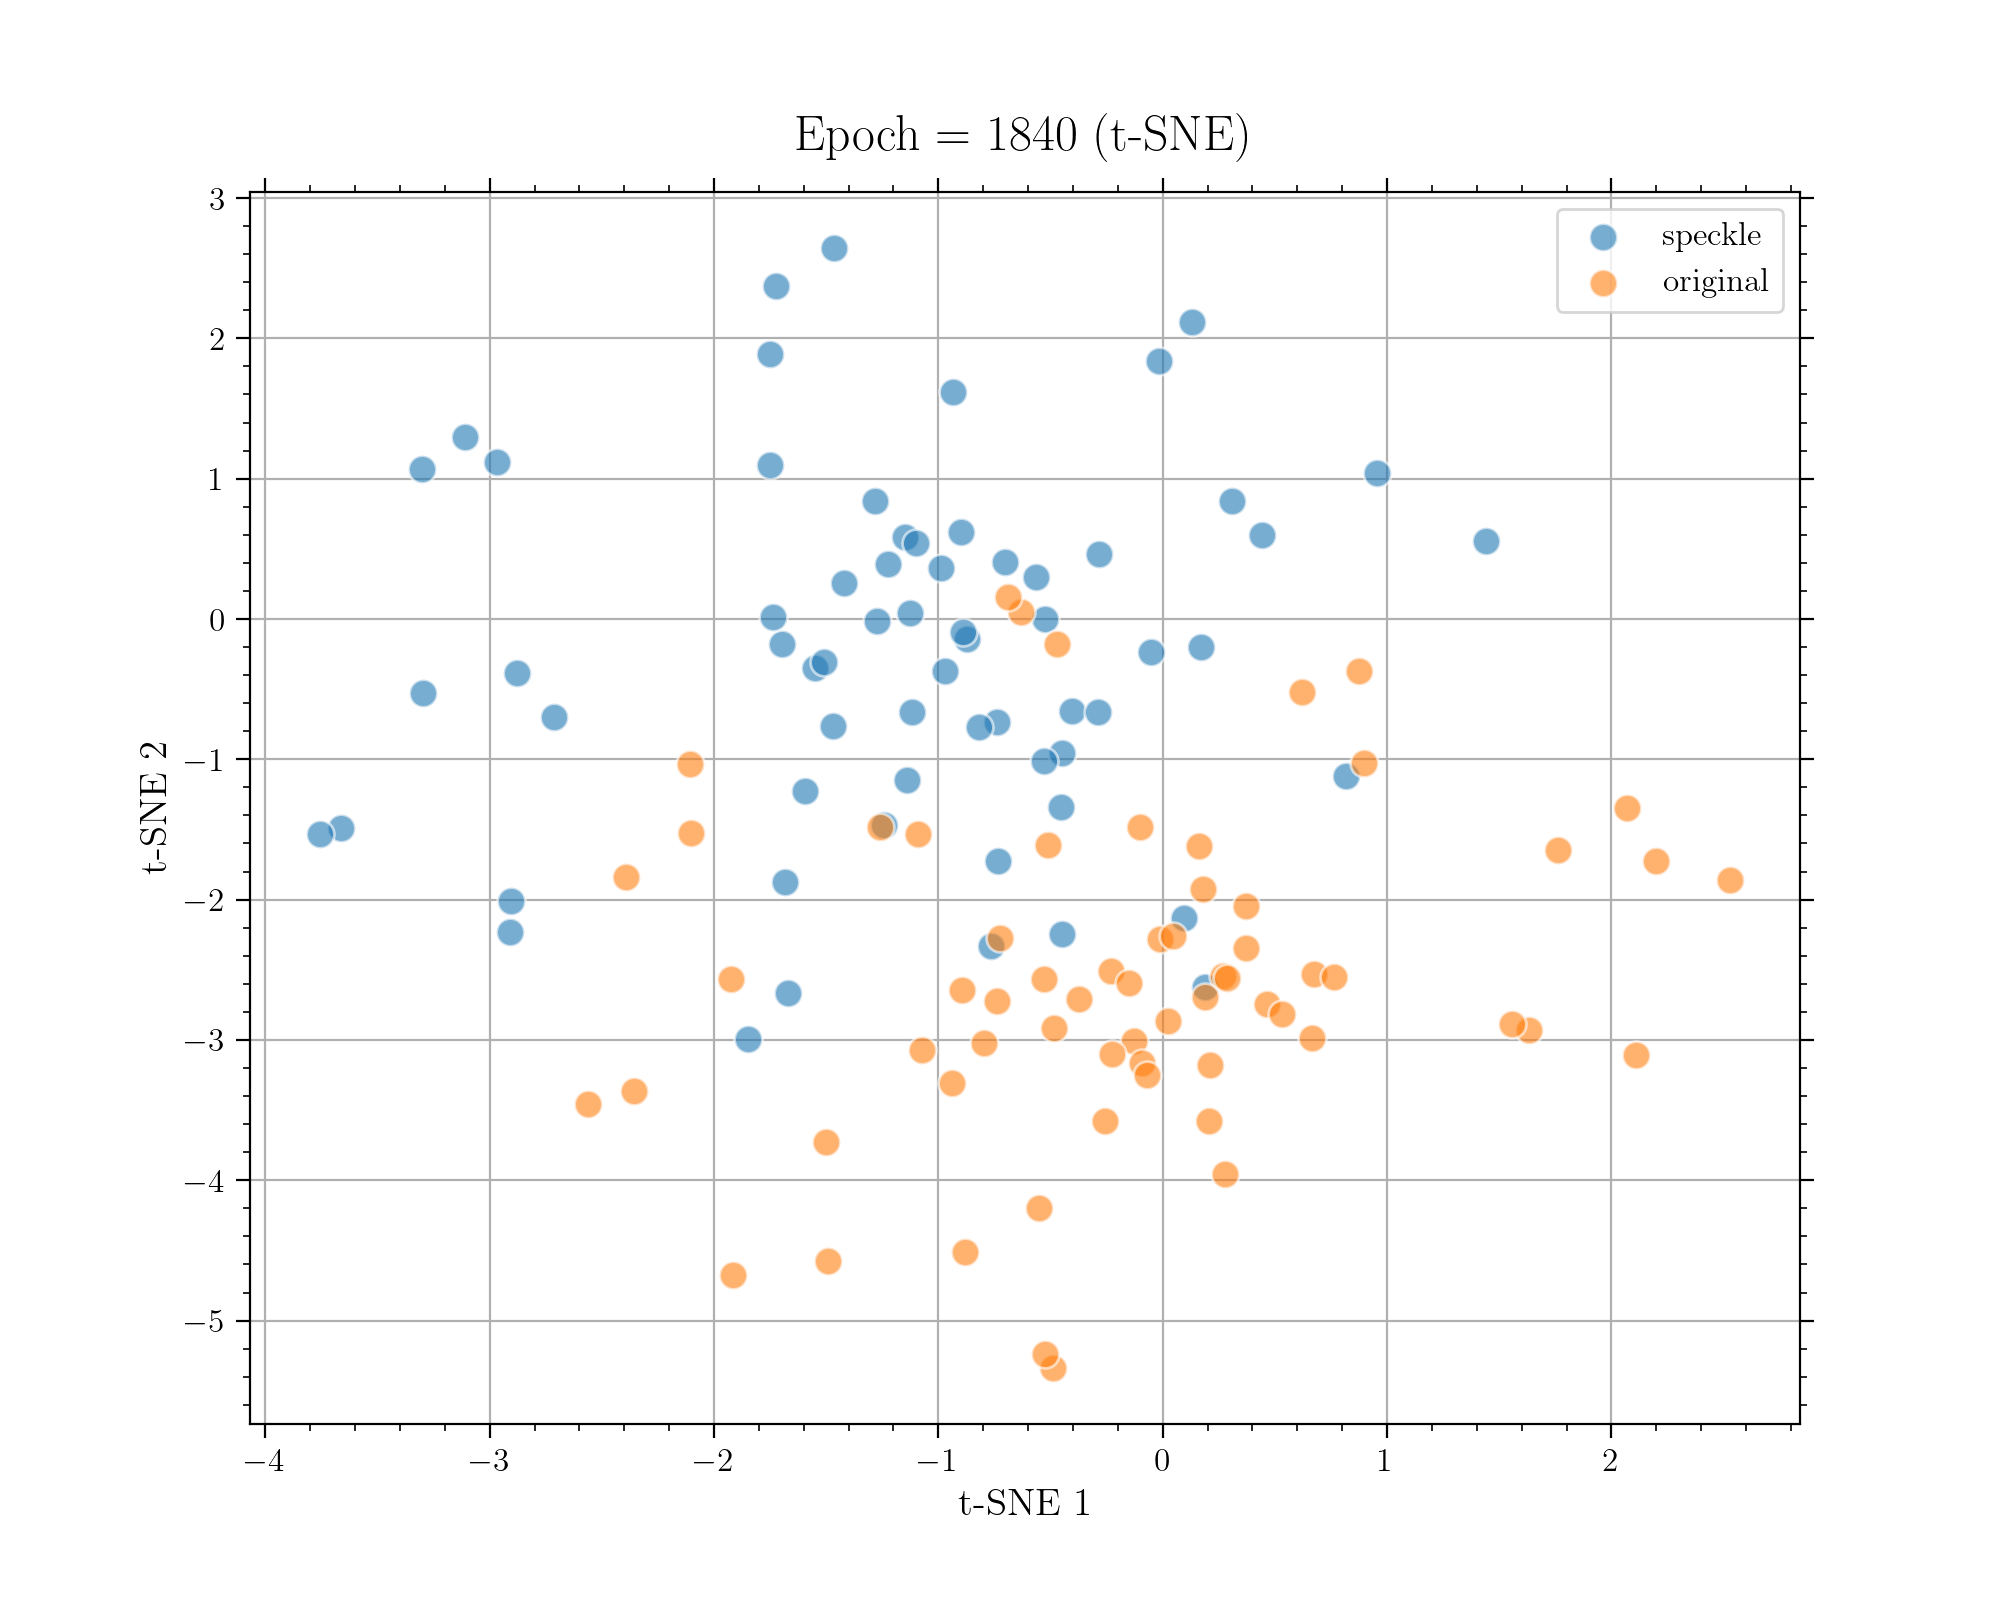 Epoch = 1840 (t-SNE)
speckle
original
3
2
1
0
−1
−2
−3
−4
−5
t-SNE 2
−4 −3 −2 −1 0 1 2
t-SNE 1